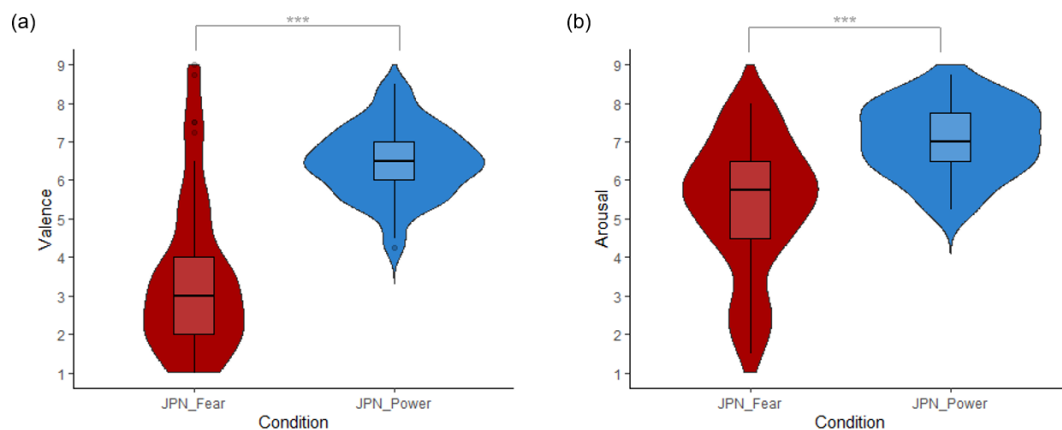 (a)
***
Valence
9
8
7
6
5
4
3
2
1
JPN_Fear
JPN_Power
Condition
(b)
***
Arousal
9
8
7
6
5
4
3
2
1
JPN_Fear
JPN_Power
Condition